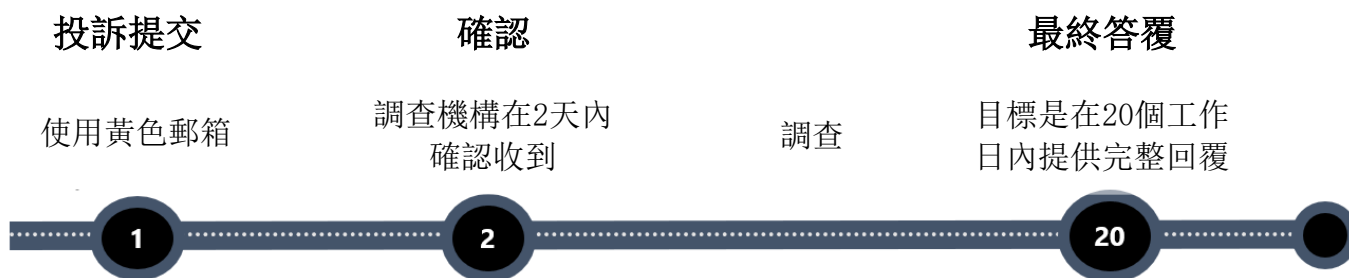 投訴提交
確認
最終答覆
使用黃色郵箱
調查機構在2天內
確認收到
調查
目標是在20個工作
日內提供完整回覆
1
2
20